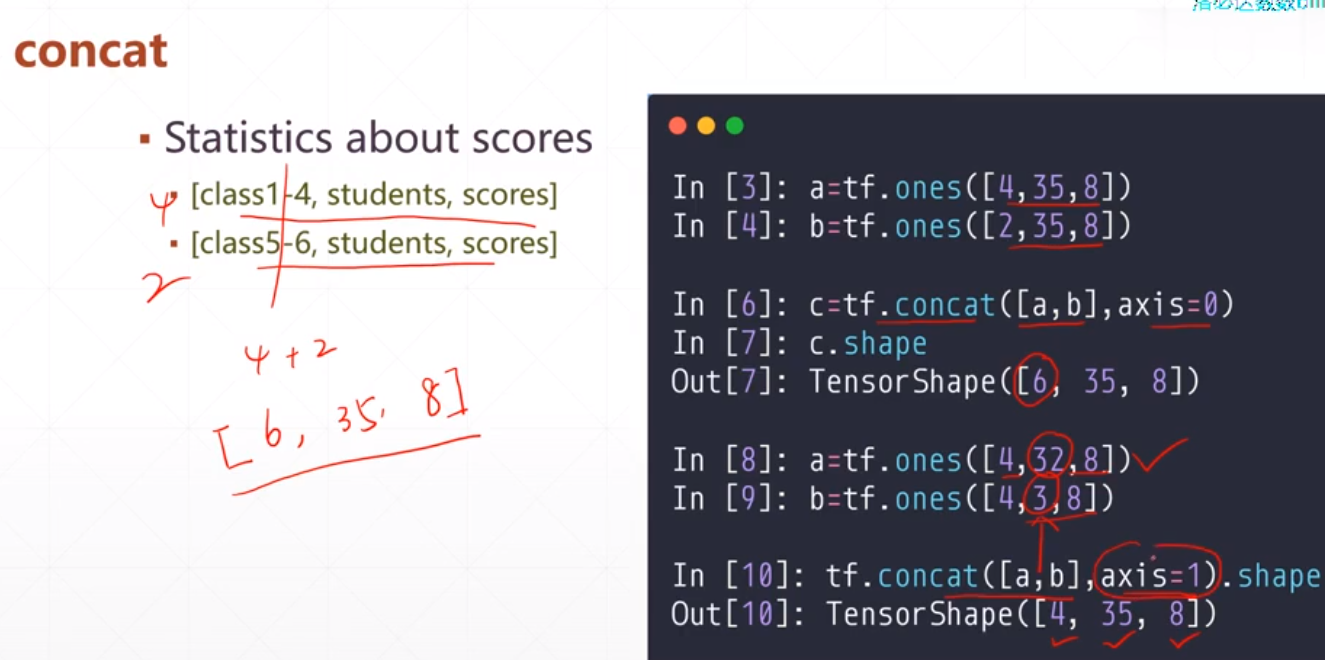 concat
▪ Statistics about scores
▪ [class1-4, students, scores]
▪ [class5-6, students, scores]
4
2
4 + 2
[6, 35, 8]
In [3]: a=tf.ones([4,35,8])
In [4]: b=tf.ones([2,35,8])
In [6]: c=tf.concat([a,b],axis=0)
In [7]: c.shape
Out[7]: TensorShape([6, 35, 8])
In [8]: a=tf.ones([4,32,8])
In [9]: b=tf.ones([4,3,8])
In [10]: tf.concat([a,b],axis=1).shape
Out[10]: TensorShape([4, 35, 8])